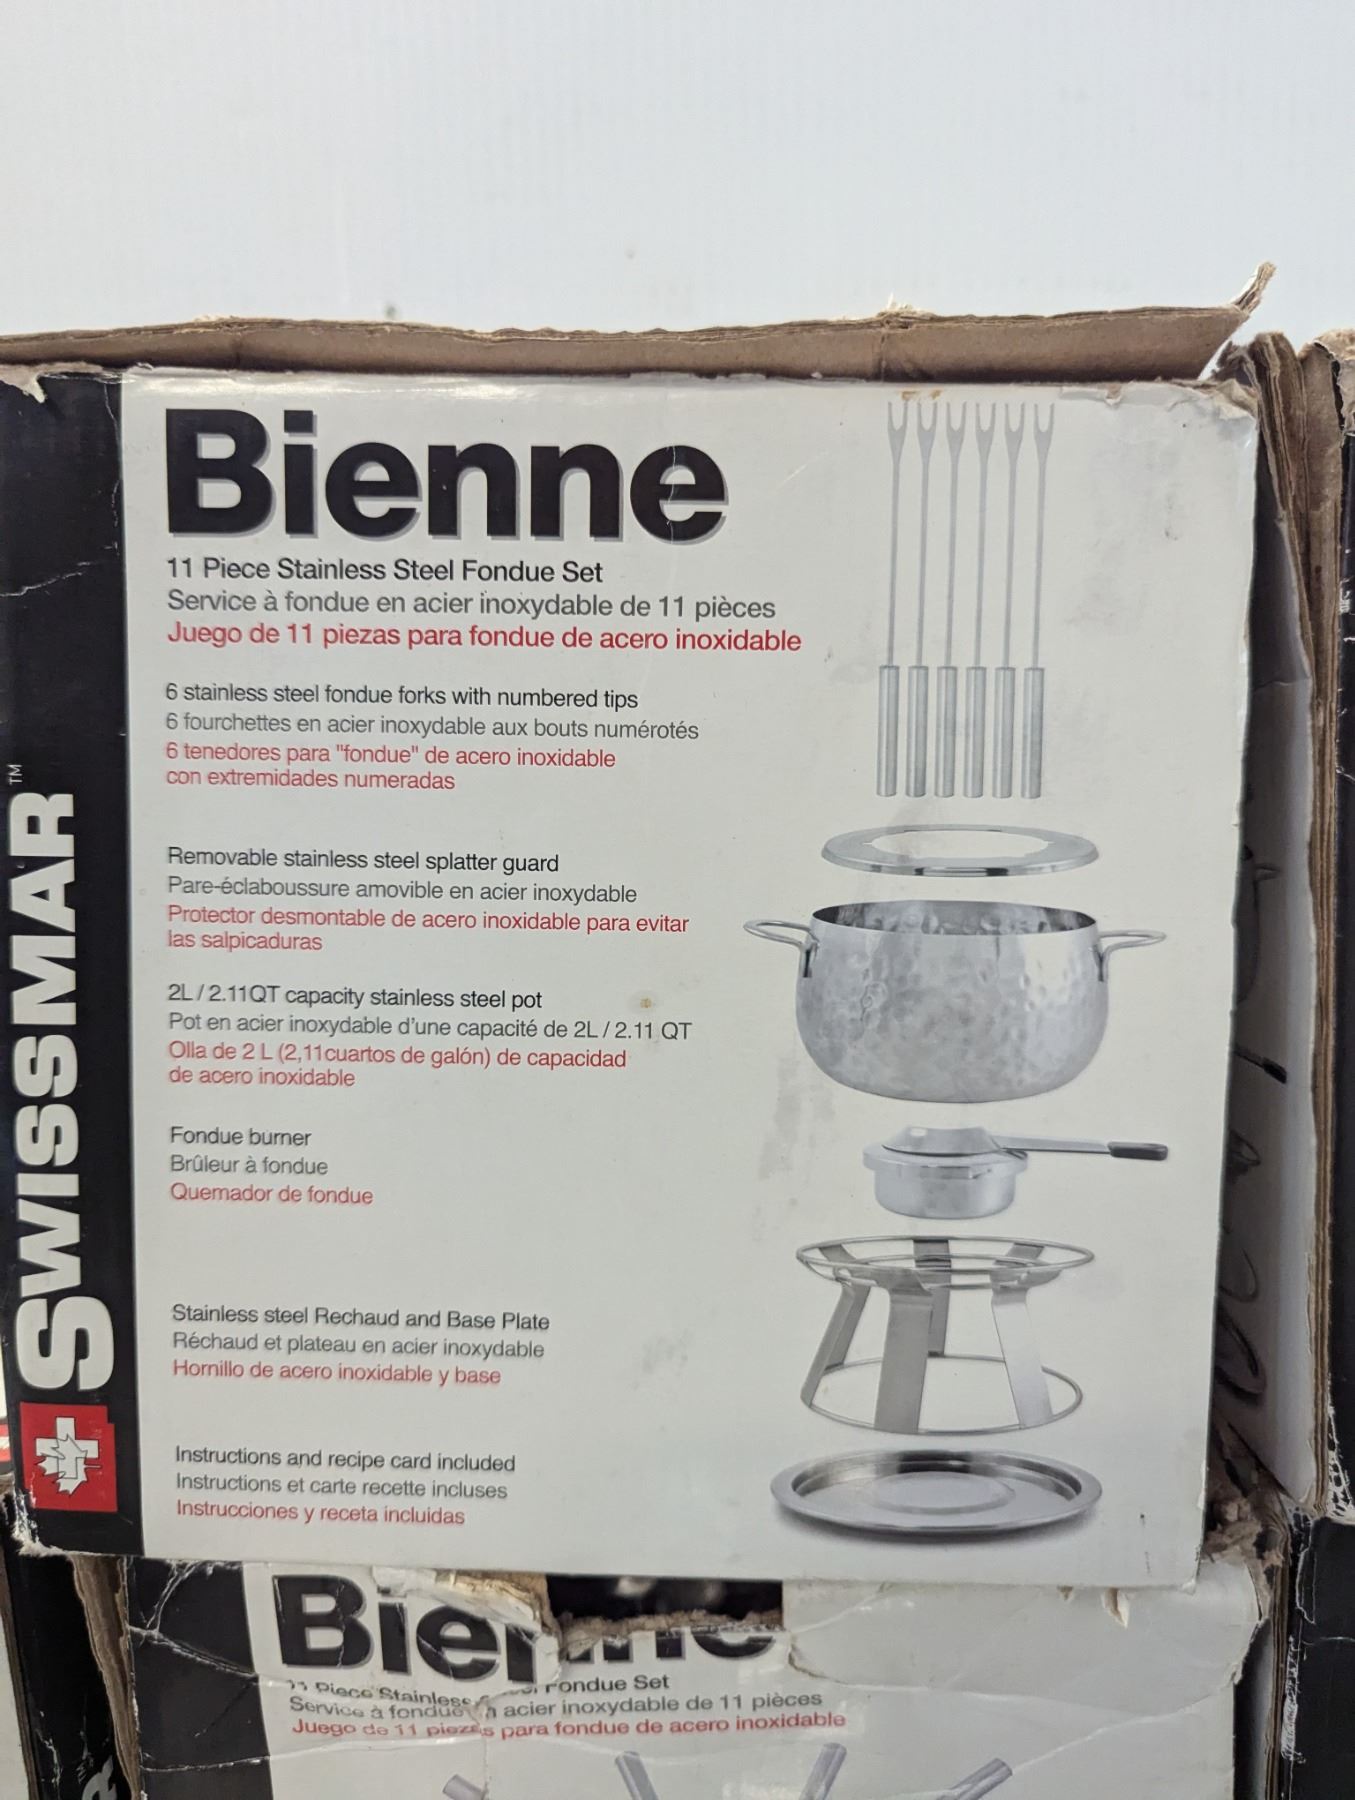 Bienne
11 Piece Stainless Steel Fondue Set
Service à fondue en acier inoxydable de 11 pièces
Juego de 11 piezas para fondue de acero inoxidable
6 stainless steel fondue forks with numbered tips
6 fourchettes en acier inoxydable aux bouts numérotés
6 tenedores para "fondue" de acero inoxidable
con extremidades numeradas
Removable stainless steel splatter guard
Pare-éclaboussure amovible en acier inoxydable
Protector desmontable de acero inoxidable para evitar
las salpicaduras
2L / 2.11QT capacity stainless steel pot
Pot en acier inoxydable d'une capacité de 2L / 2.11 QT
Olla de 2 L (2,11cuartos de galón) de capacidad
de acero inoxidable
Fondue burner
Brûleur à fondue
Quemador de fondue
Stainless steel Rechaud and Base Plate
Réchaud et plateau en acier inoxydable
Hornillo de acero inoxidable y base
Instructions and recipe card included
Instructions et carte recette incluses
Instrucciones y receta incluidas
SWISSMAR™
Bienne
11 Piece Stainless Fondue Set
Service à fondue acier inoxydable de 11 pièces
Juego de 11 piezas para fondue de acero inoxidable